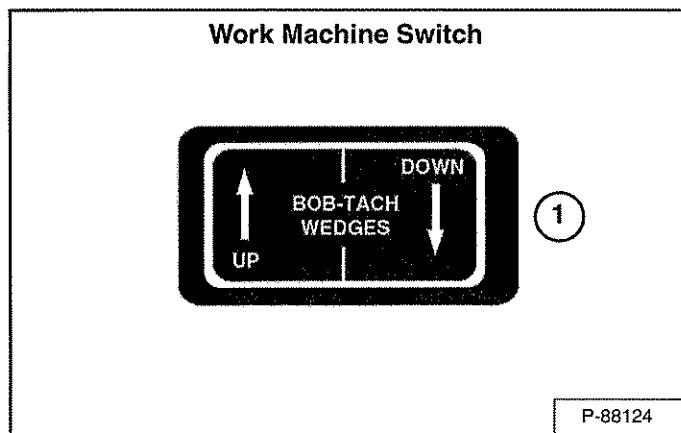 Work Machine Switch
UP
BOB-TACH
WEDGES
DOWN
1
P-88124